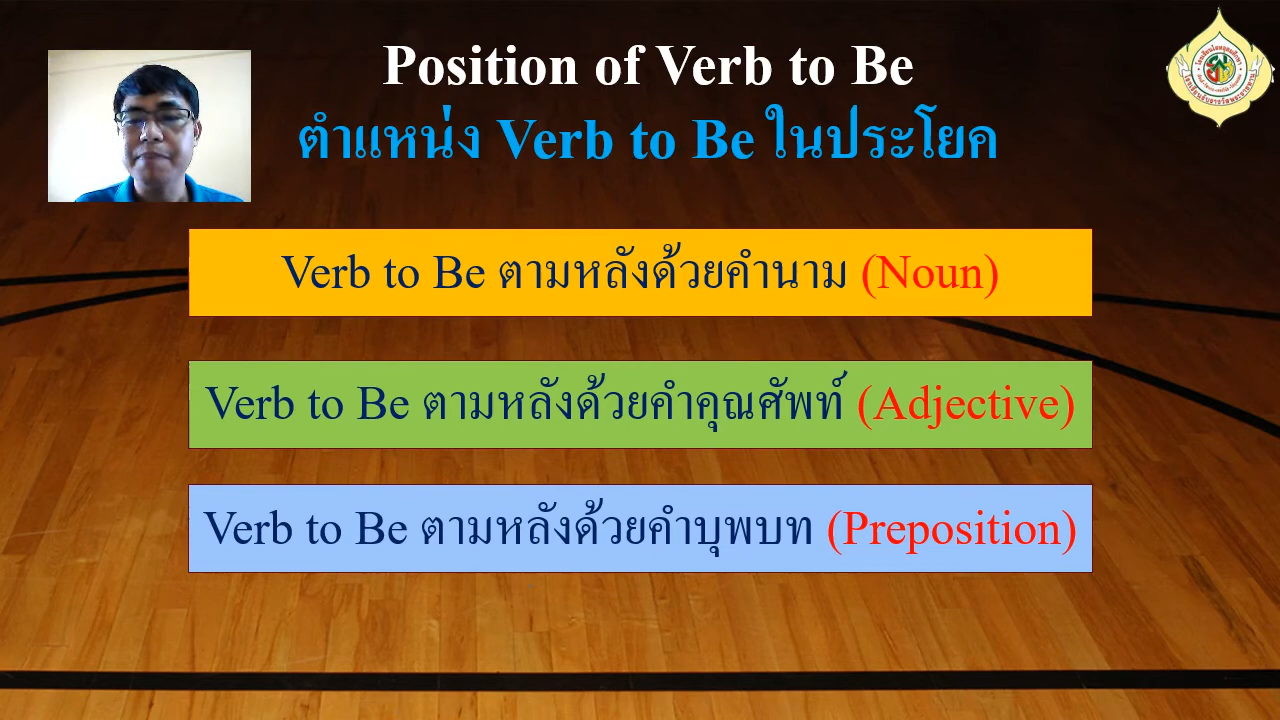 Position of Verb to Be
ตำแหน่ง Verb to Be ในประโยค
Verb to Be ตามหลังด้วยคำนาม (Noun)
Verb to Be ตามหลังด้วยคำคุณศัพท์ (Adjective)
Verb to Be ตามหลังด้วยคำบุพบท (Preposition)